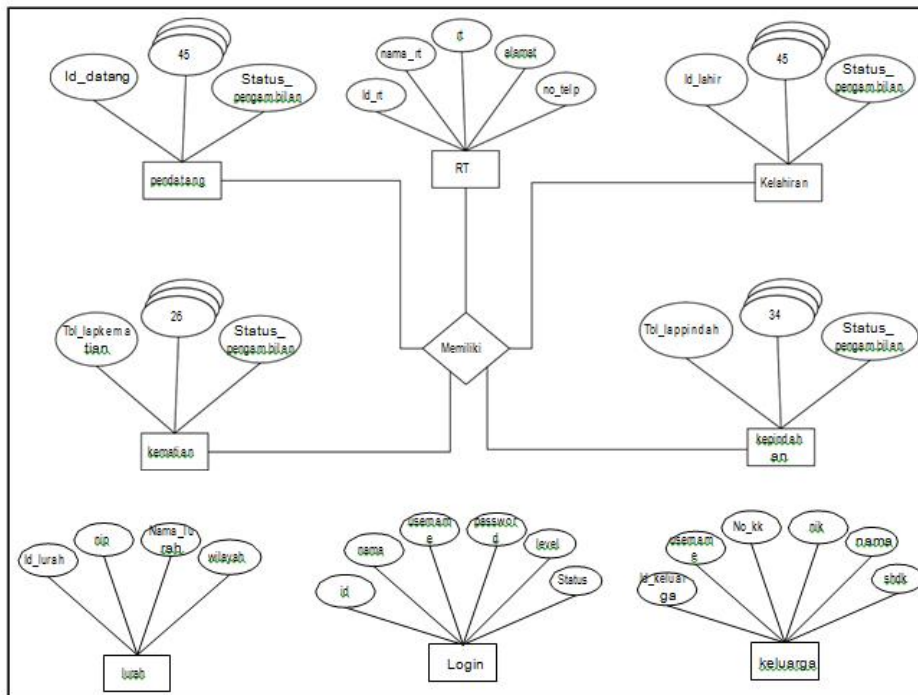 45
Id_datang
Status_
pengambilan
pendatang
rt
nama_rt
alamat
Id_rt
no_telp
RT
45
Id_lahir
Status_
pengambilan
Kelahiran
26
Tbl_lapkema
tian
Status_
pengambilan
kematian
Memiliki
34
Tbl_lappindah
Status_
pengambilan
kepindah
an
nip
Nama_lu
rah
Id_lurah
wilayah
lurah
usernam
e
passwor
d
nama
level
id
Status
Login
No_kk
nik
usernam
e
nama
Id_keluar
ga
shdk
keluarga